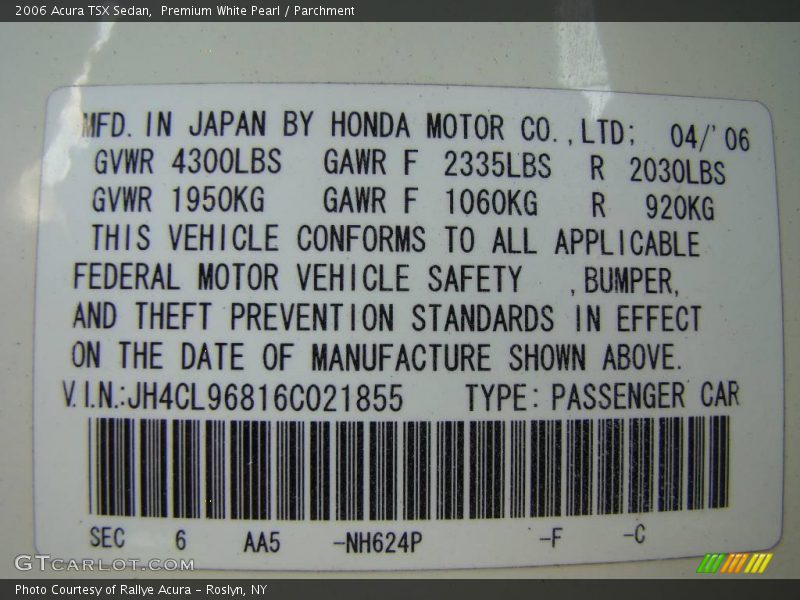 2006 Acura TSX Sedan, Premium White Pearl / Parchment
MFD. IN JAPAN BY HONDA MOTOR CO.,LTD; 04/'06
GVWR 4300LBS GAWR F 2335LBS R 2030LBS
GVWR 1950KG GAWR F 1060KG R 920KG
THIS VEHICLE CONFORMS TO ALL APPLICABLE
FEDERAL MOTOR VEHICLE SAFETY ,BUMPER,
AND THEFT PREVENTION STANDARDS IN EFFECT
ON THE DATE OF MANUFACTURE SHOWN ABOVE.
V.I.N.:JH4CL96816C021855 TYPE: PASSENGER CAR
SEC 6 AA5 -NH624P -F -C
GTCARLOT.COM
Photo Courtesy of Rallye Acura - Roslyn, NY